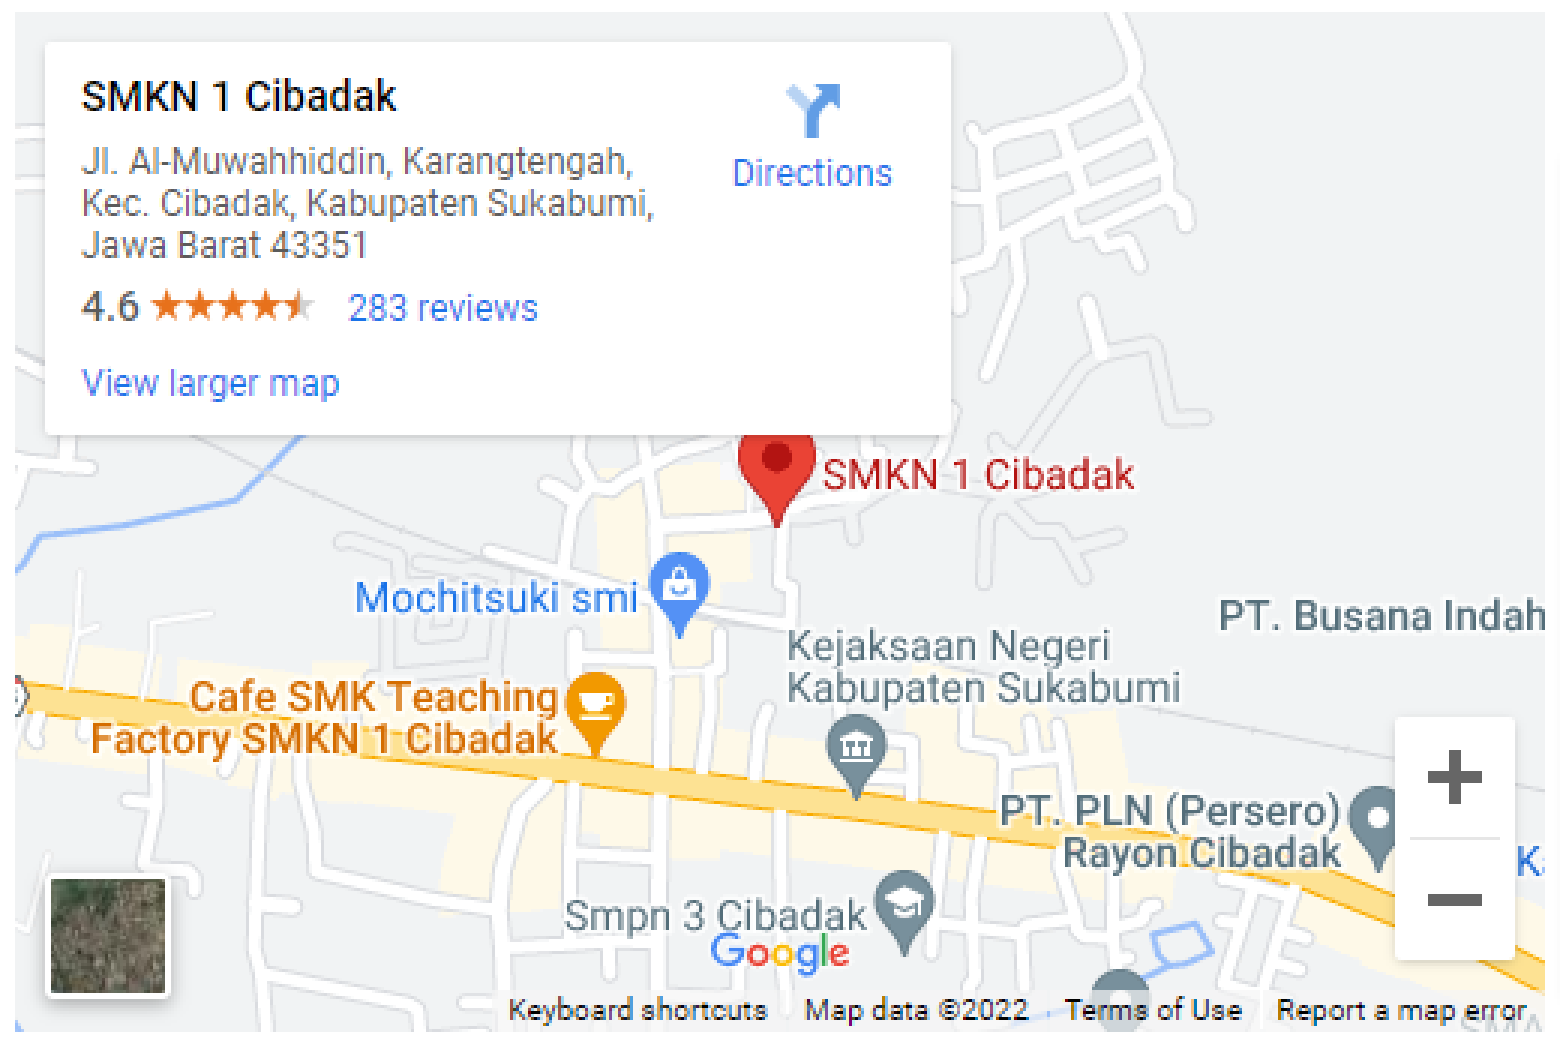 SMKN 1 Cibadak
Jl. Al-Muwahhiddin, Karangtengah,
Kec. Cibadak, Kabupaten Sukabumi,
Jawa Barat 43351
4.6 283 reviews
View larger map
Directions
SMKN 1 Cibadak
Mochitsuki smi
PT. Busana Indah
Kejaksaan Negeri
Kabupaten Sukabumi
Cafe SMK Teaching
Factory SMKN 1 Cibadak
PT. PLN (Persero)
Rayon Cibadak
Smpn 3 Cibadak
Google
Keyboard shortcuts Map data ©2022 Terms of Use Report a map error